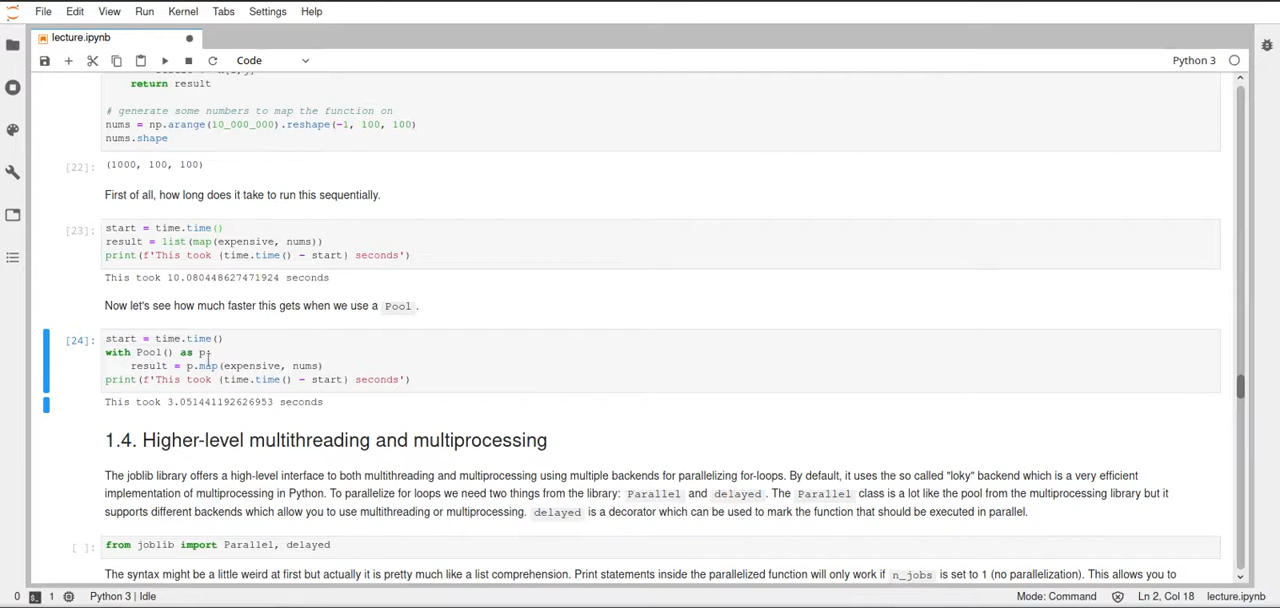 File Edit View Run Kernel Tabs Settings Help
lecture.ipynb
Code
Python 3
return result
# generate some numbers to map the function on
nums = np.arange(10_000_000).reshape(-1, 100, 100)
nums.shape
[22]: (1000, 100, 100)
First of all, how long does it take to run this sequentially.
[23]: start = time.time()
result = list(map(expensive, nums))
print(f'This took {time.time() - start} seconds')
This took 10.080448627471924 seconds
Now let's see how much faster this gets when we use a Pool.
[24]: start = time.time()
with Pool() as p:
result = p.map(expensive, nums)
print(f'This took {time.time() - start} seconds')
This took 3.051441192626953 seconds
1.4. Higher-level multithreading and multiprocessing
The joblib library offers a high-level interface to both multithreading and multiprocessing using multiple backends for parallelizing for-loops. By default, it uses the so called "loky" backend which is a very efficient
implementation of multiprocessing in Python. To parallelize for loops we need two things from the library: Parallel and delayed. The Parallel class is a lot like the pool from the multiprocessing library but it
supports different backends which allow you to use multithreading or multiprocessing. delayed is a decorator which can be used to mark the function that should be executed in parallel.
[ ]: from joblib import Parallel, delayed
The syntax might be a little weird at first but actually it is pretty much like a list comprehension. Print statements inside the parallelized function will only work if n_jobs is set to 1 (no parallelization). This allows you to
0 1 Python 3 | Idle Mode: Command Ln 2, Col 18 lecture.ipynb